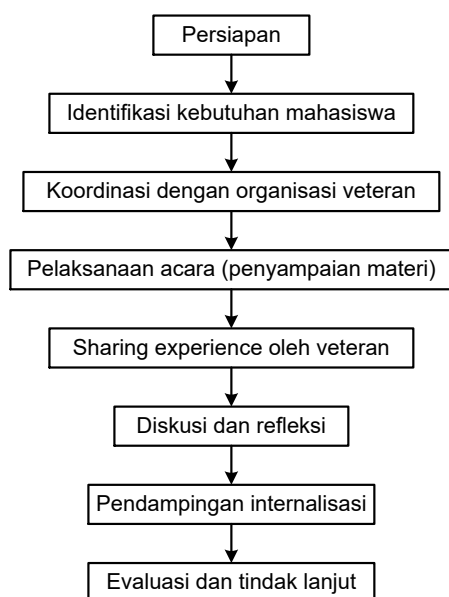 Persiapan
Identifikasi kebutuhan mahasiswa
Koordinasi dengan organisasi veteran
Pelaksanaan acara (penyampaian materi)
Sharing experience oleh veteran
Diskusi dan refleksi
Pendampingan internalisasi
Evaluasi dan tindak lanjut